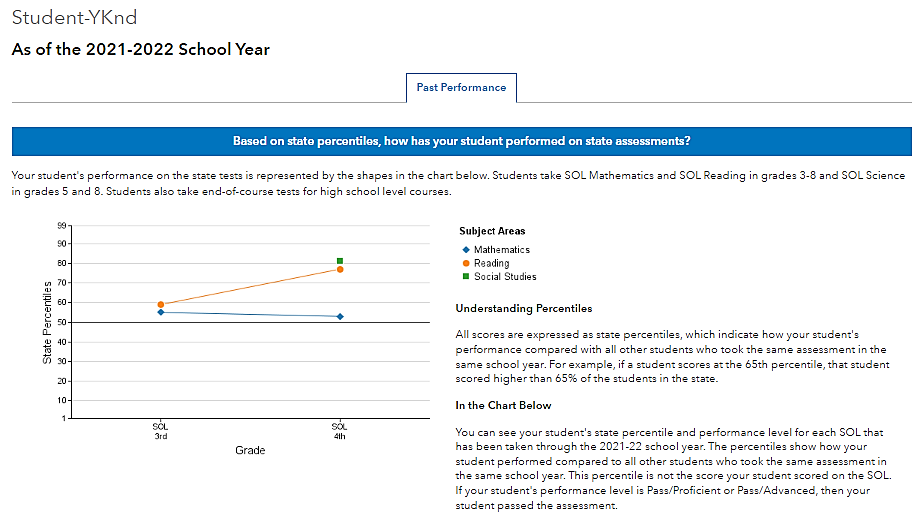 Student-YKnd
As of the 2021-2022 School Year
Past Performance
Based on state percentiles, how has your student performed on state assessments?
Your student's performance on the state tests is represented by the shapes in the chart below. Students take SOL Mathematics and SOL Reading in grades 3-8 and SOL Science
in grades 5 and 8. Students also take end-of-course tests for high school level courses.
99
90
80
70
60
50
40
30
20
10
1
State Percentiles
SOL
3rd
SOL
4th
Grade
Subject Areas
Mathematics
Reading
Social Studies
Understanding Percentiles
All scores are expressed as state percentiles, which indicate how your student's
performance compared with all other students who took the same assessment in the
same school year. For example, if a student scores at the 65th percentile, that student
scored higher than 65% of the students in the state.
In the Chart Below
You can see your student's state percentile and performance level for each SOL that
has been taken through the 2021-22 school year. The percentiles show how your
student performed compared to all other students who took the same assessment in
the same school year. This percentile is not the score your student scored on the SOL.
If your student's performance level is Pass/Proficient or Pass/Advanced, then your
student passed the assessment.